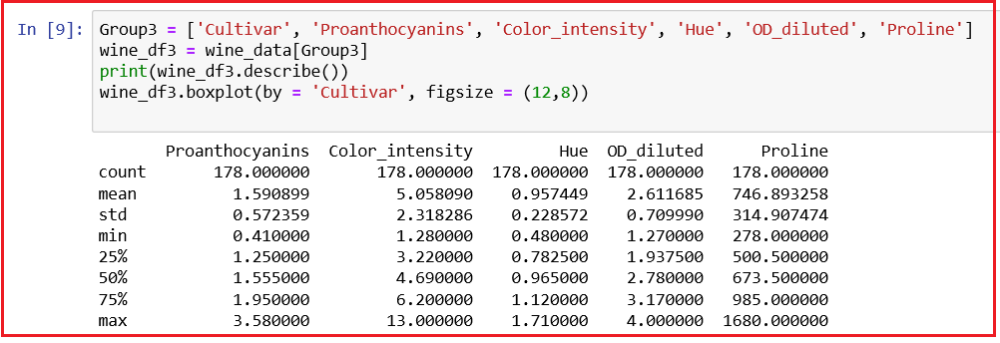 In [9]: Group3 = ['Cultivar', 'Proanthocyanins', 'Color_intensity', 'Hue', 'OD_diluted', 'Proline']
wine_df3 = wine_data[Group3]
print(wine_df3.describe())
wine_df3.boxplot(by = 'Cultivar', figsize = (12,8))
Proanthocyanins Color_intensity Hue OD_diluted Proline
count 178.000000 178.000000 178.000000 178.000000 178.000000
mean 1.590899 5.058090 0.957449 2.611685 746.893258
std 0.572359 2.318286 0.228572 0.709990 314.907474
min 0.410000 1.280000 0.480000 1.270000 278.000000
25% 1.250000 3.220000 0.782500 1.937500 500.500000
50% 1.555000 4.690000 0.965000 2.780000 673.500000
75% 1.950000 6.200000 1.120000 3.170000 985.000000
max 3.580000 13.000000 1.710000 4.000000 1680.000000